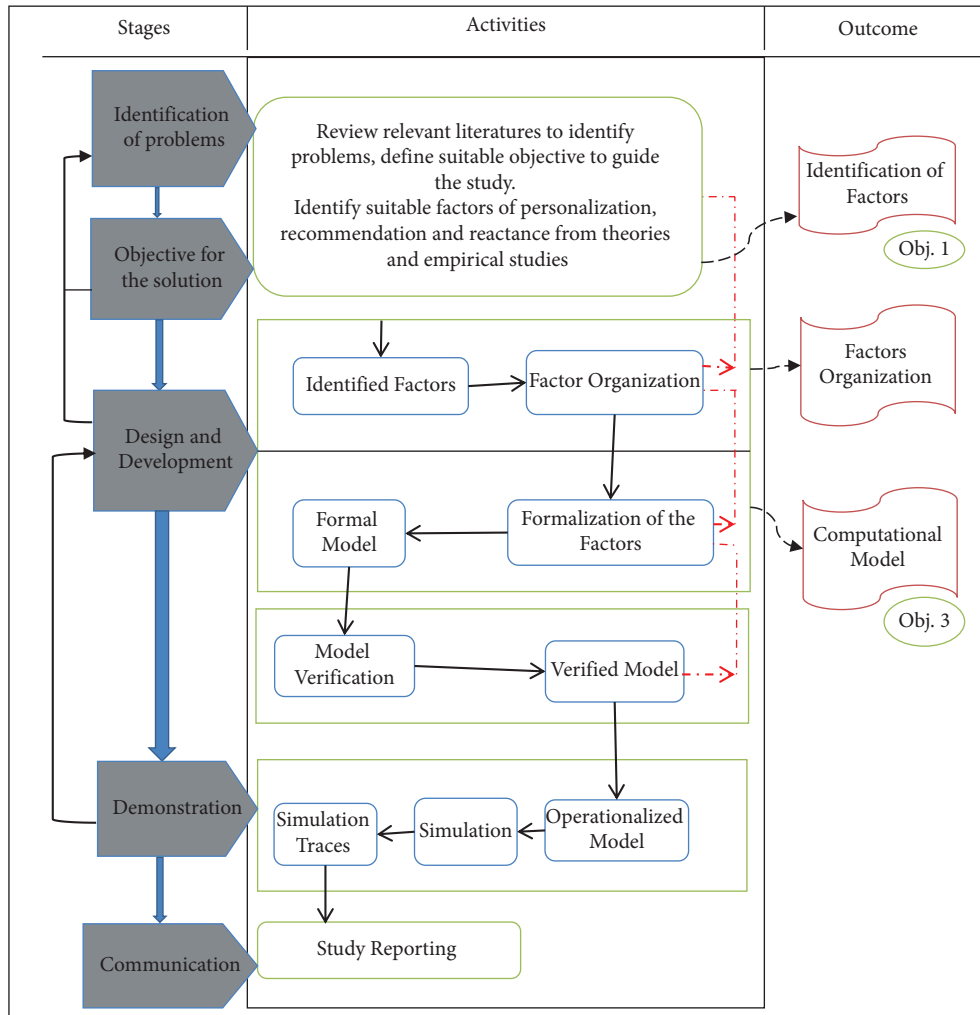 Stages
Activities
Outcome
Identification
of problems
Review relevant literatures to identify
problems, define suitable objective to guide
the study.
Identify suitable factors of personalization,
recommendation and reactance from theories
and empirical studies
Identification of
Factors
Obj. 1
Objective for
the solution
Identified Factors
Factor Organization
Factors
Organization
Design and
Development
Formal
Model
Formalization of the
Factors
Computational
Model
Obj. 3
Model
Verification
Verified Model
Demonstration
Simulation
Traces
Simulation
Operationalized
Model
Communication
Study Reporting